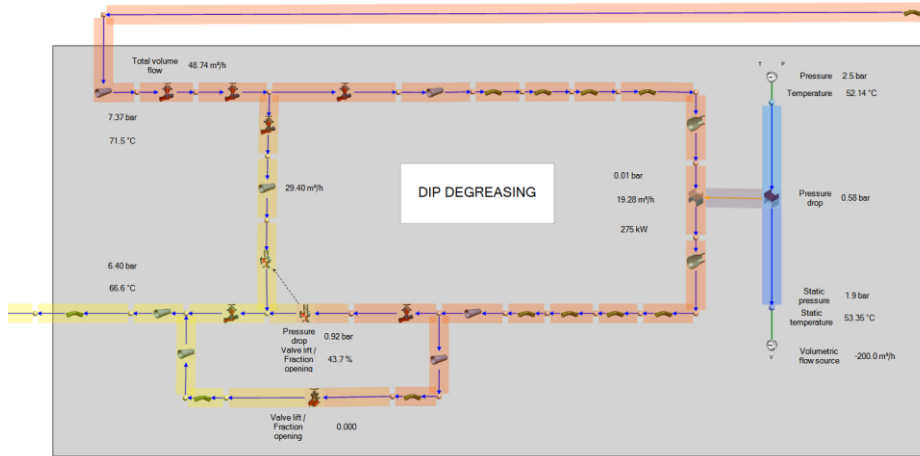 T P
Total volume
flow 48.74 m³/h
Pressure 2.5 bar
Temperature 52.14 °C
7.37 bar
71.5 °C
29.40 m³/h
DIP DEGREASING
0.01 bar
19.28 m³/h
275 kW
Pressure
drop 0.58 bar
6.40 bar
66.6 °C
Static
pressure 1.9 bar
Static
temperature 53.35 °C
Pressure
drop 0.92 bar
Valve lift /
Fraction
opening 43.7 %
Volumetric
flow source -200.0 m³/h
Valve lift /
Fraction
opening 0.000